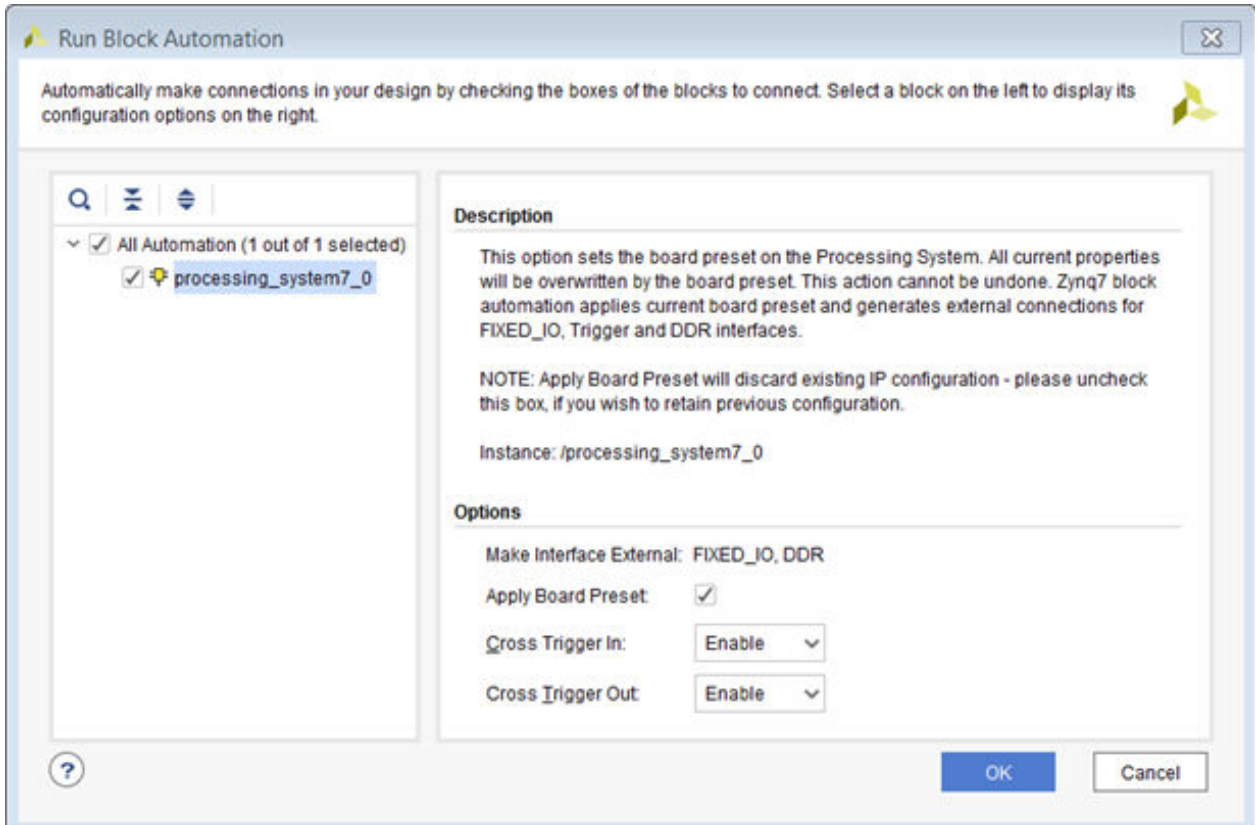 Run Block Automation
Automatically make connections in your design by checking the boxes of the blocks to connect. Select a block on the left to display its
configuration options on the right.
All Automation (1 out of 1 selected)
processing_system7_0
Description
This option sets the board preset on the Processing System. All current properties
will be overwritten by the board preset. This action cannot be undone. Zynq7 block
automation applies current board preset and generates external connections for
FIXED_IO, Trigger and DDR interfaces.
NOTE: Apply Board Preset will discard existing IP configuration - please uncheck
this box, if you wish to retain previous configuration.
Instance: /processing_system7_0
Options
Make Interface External: FIXED_IO, DDR
Apply Board Preset:
Cross Trigger In: Enable
Cross Trigger Out: Enable
?
OK Cancel